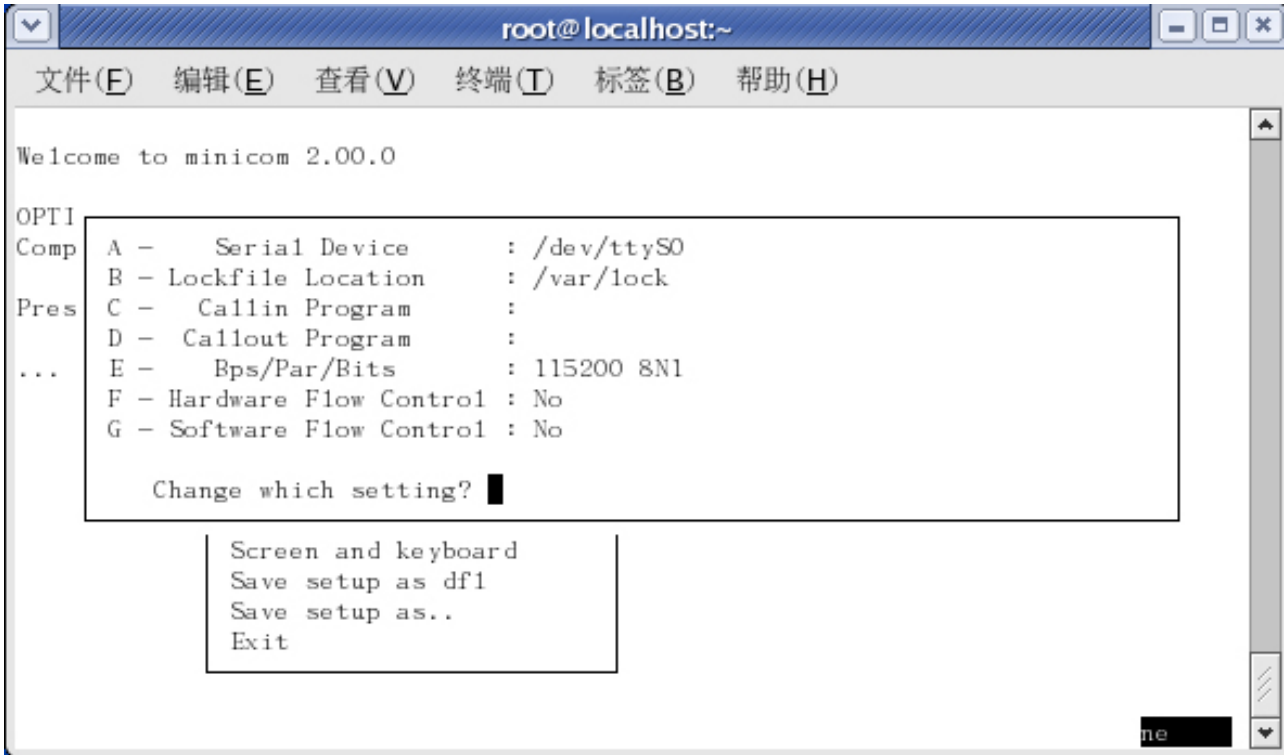 root@localhost:~
文件(F) 编辑(E) 查看(V) 终端(T) 标签(B) 帮助(H)
Welcome to minicom 2.00.0
OPTI
Comp A - Serial Device : /dev/ttyS0
B - Lockfile Location : /var/lock
Pres C - Callin Program :
D - Callout Program :
... E - Bps/Par/Bits : 115200 8N1
F - Hardware Flow Control : No
G - Software Flow Control : No
Change which setting?
Screen and keyboard
Save setup as dfl
Save setup as..
Exit
ne